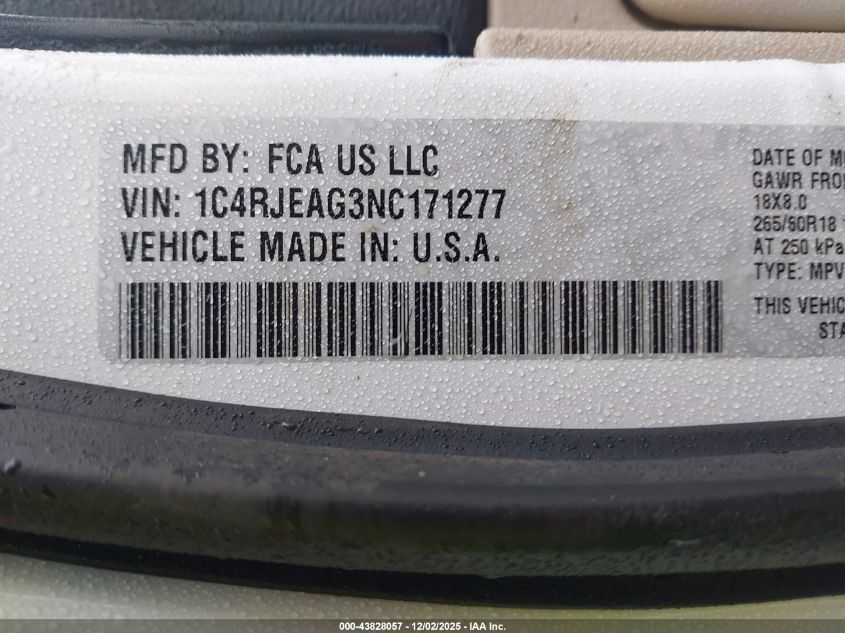 MFD BY: FCA US LLC
VIN: 1C4RJEAG3NC171277
VEHICLE MADE IN: U.S.A.
DATE OF M
GAWR FRO
18X8.0
265/60R18
AT 250 kPa
TYPE: MPV
THIS VEHIC
STA
000-43828057 - 12/02/2025 - IAA Inc.